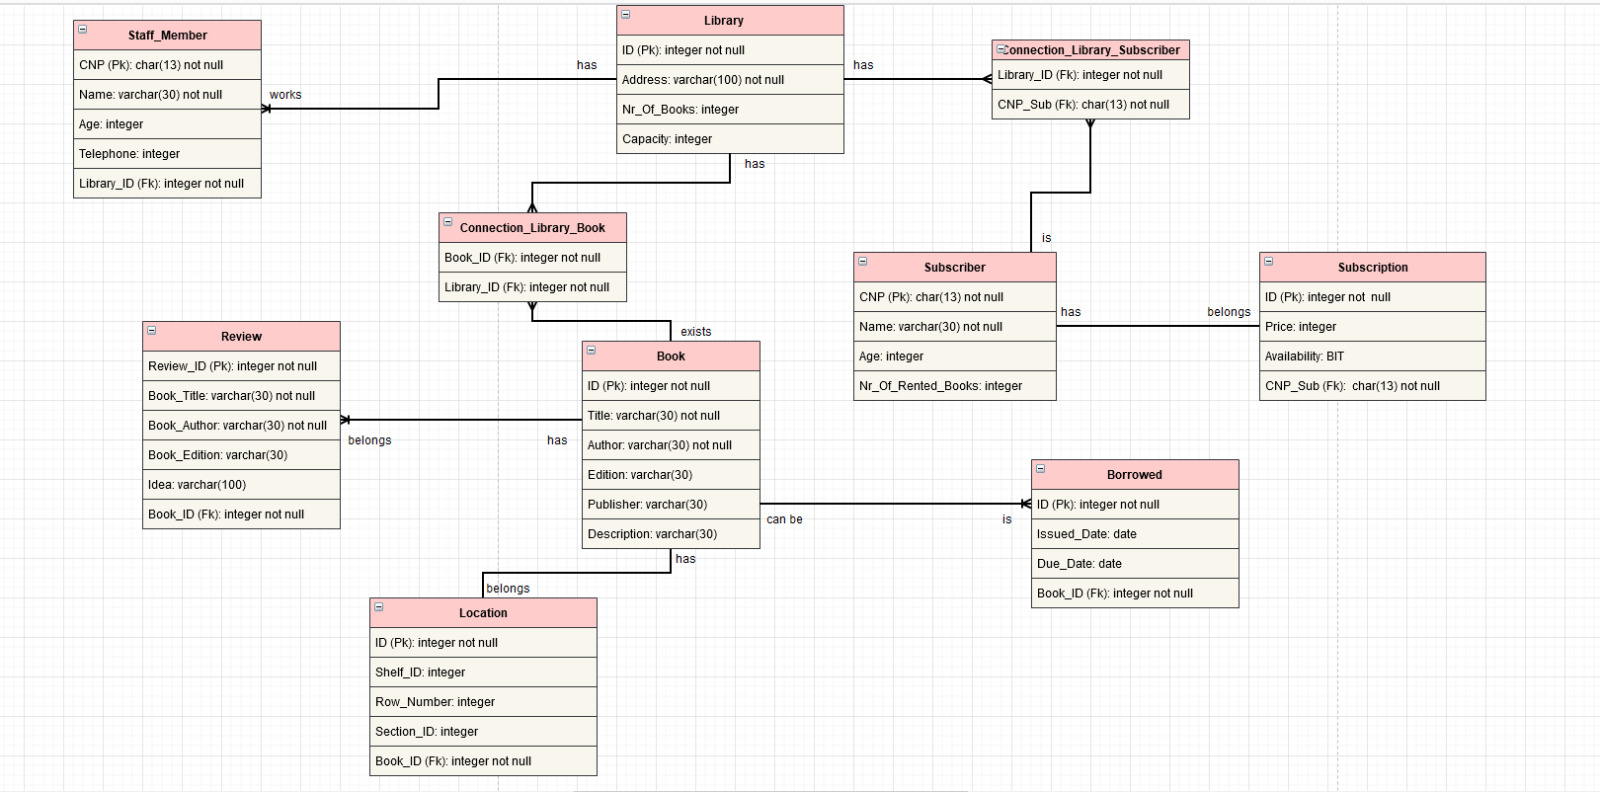 Staff_Member
CNP (Pk): char(13) not null
Name: varchar(30) not null
Age: integer
Telephone: integer
Library_ID (Fk): integer not null
works
has
Library
ID (Pk): integer not null
Address: varchar(100) not null
Nr_Of_Books: integer
Capacity: integer
has
has
Connection_Library_Subscriber
Library_ID (Fk): integer not null
CNP_Sub (Fk): char(13) not null
is
Connection_Library_Book
Book_ID (Fk): integer not null
Library_ID (Fk): integer not null
exists
Subscriber
CNP (Pk): char(13) not null
Name: varchar(30) not null
Age: integer
Nr_Of_Rented_Books: integer
has
belongs
Subscription
ID (Pk): integer not  null
Price: integer
Availability: BIT
CNP_Sub (Fk):  char(13) not null
Review
Review_ID (Pk): integer not null
Book_Title: varchar(30) not null
Book_Author: varchar(30) not null
Book_Edition: varchar(30)
Idea: varchar(100)
Book_ID (Fk): integer not null
belongs
has
Book
ID (Pk): integer not null
Title: varchar(30) not null
Author: varchar(30) not null
Edition: varchar(30)
Publisher: varchar(30)
Description: varchar(30)
can be
is
Borrowed
ID (Pk): integer not null
Issued_Date: date
Due_Date: date
Book_ID (Fk): integer not null
has
belongs
Location
ID (Pk): integer not null
Shelf_ID: integer
Row_Number: integer
Section_ID: integer
Book_ID (Fk): integer not null